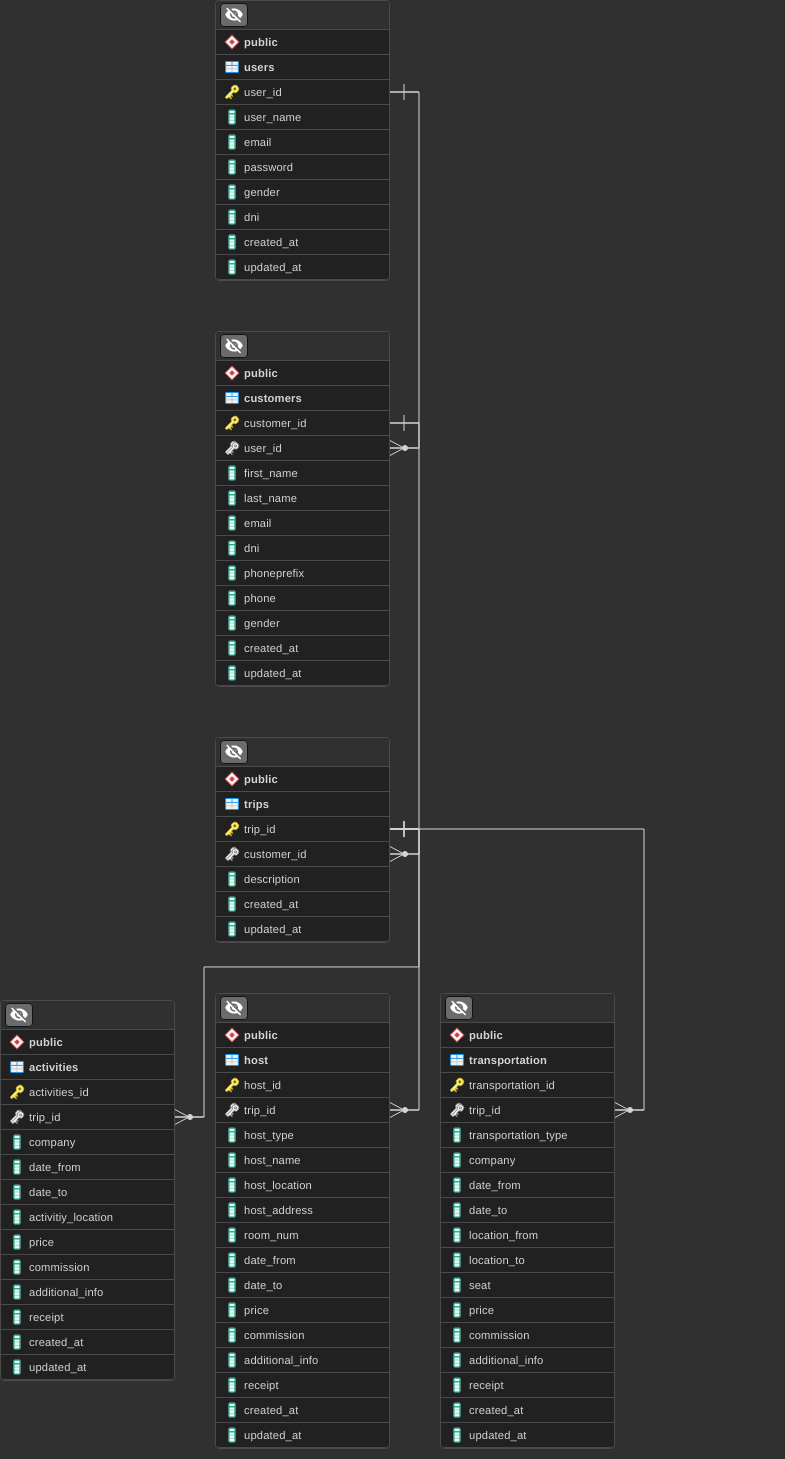 public
users
user_id
user_name
email
password
gender
dni
created_at
updated_at
public
customers
customer_id
user_id
first_name
last_name
email
dni
phoneprefix
phone
gender
created_at
updated_at
public
trips
trip_id
customer_id
description
created_at
updated_at
public
activities
activities_id
trip_id
company
date_from
date_to
activitiy_location
price
commission
additional_info
receipt
created_at
updated_at
public
host
host_id
trip_id
host_type
host_name
host_location
host_address
room_num
date_from
date_to
price
commission
additional_info
receipt
created_at
updated_at
public
transportation
transportation_id
trip_id
transportation_type
company
date_from
date_to
location_from
location_to
seat
price
commission
additional_info
receipt
created_at
updated_at